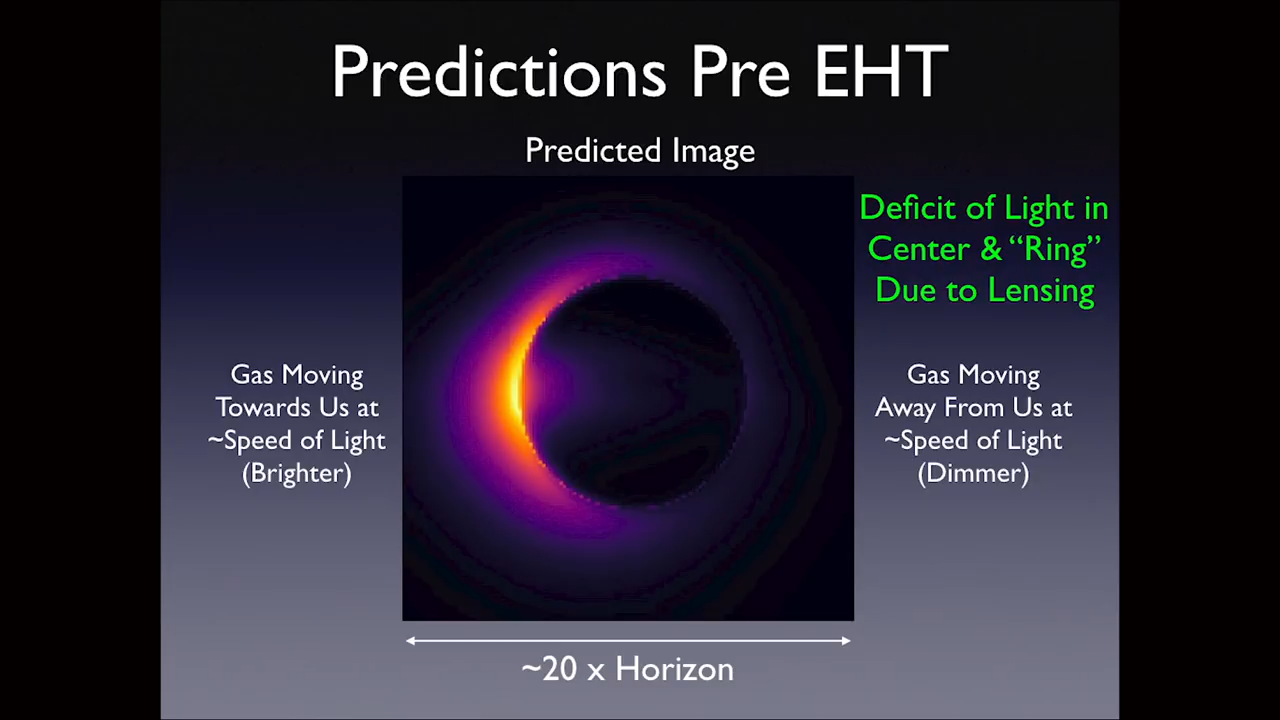 Predictions Pre EHT
Predicted Image
Deficit of Light in
Center & “Ring”
Due to Lensing
Gas Moving
Towards Us at
~Speed of Light
(Brighter)
Gas Moving
Away From Us at
~Speed of Light
(Dimmer)
~20 x Horizon